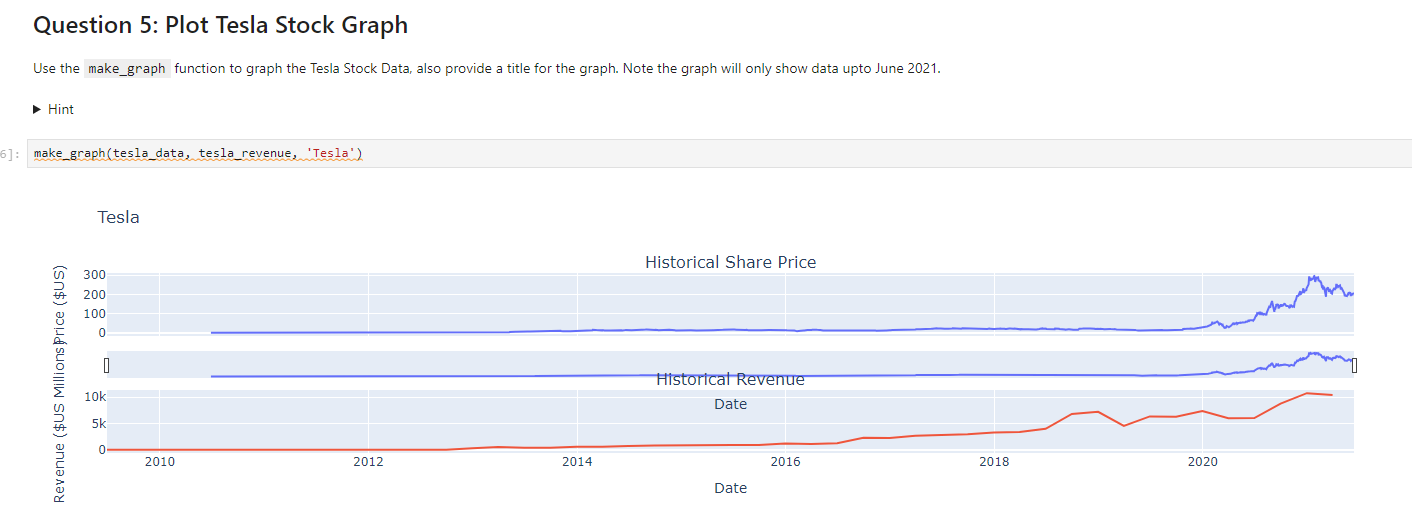 Question 5: Plot Tesla Stock Graph
Use the make_graph function to graph the Tesla Stock Data, also provide a title for the graph. Note the graph will only show data upto June 2021.
Hint
6]:
make_graph(tesla_data, tesla_revenue, 'Tesla')
Tesla
Historical Share Price
Price ($US)
300
200
100
0
Historical Revenue
Date
Revenue ($US Millions)
10k
5k
0
2010 2012 2014 2016 2018 2020
Date